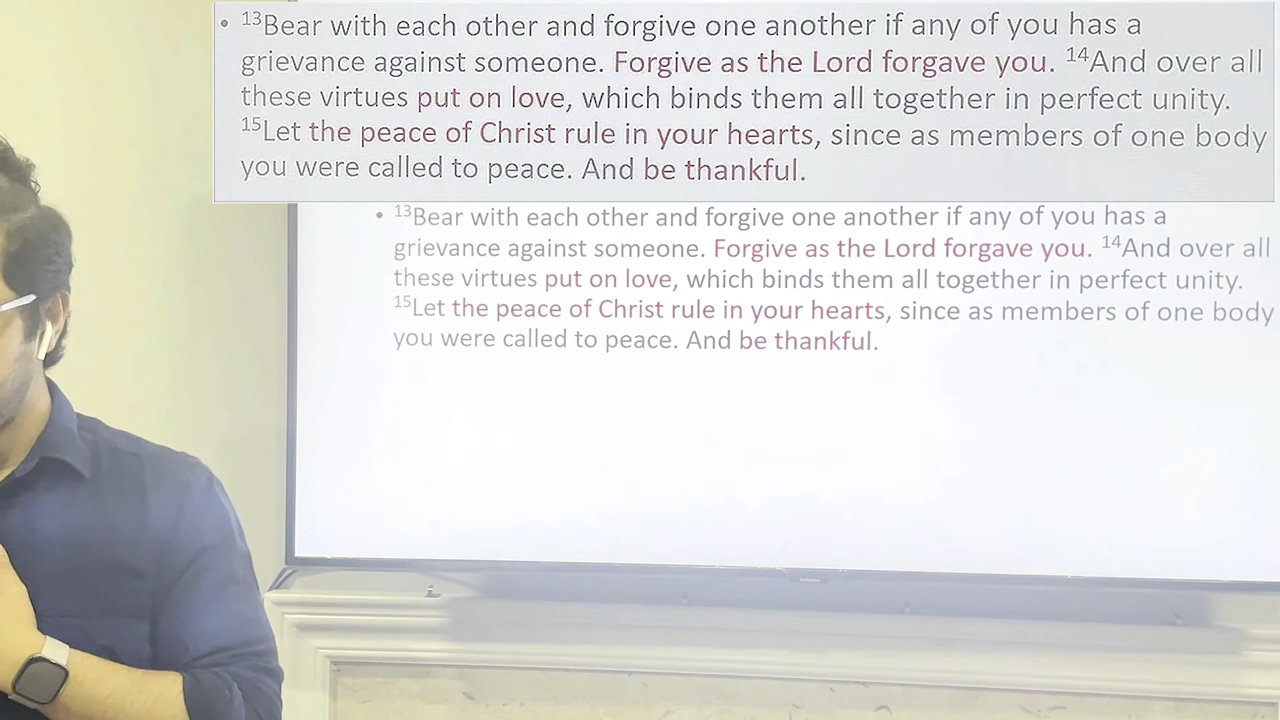 • ¹³Bear with each other and forgive one another if any of you has a
grievance against someone. Forgive as the Lord forgave you. ¹⁴And over all
these virtues put on love, which binds them all together in perfect unity.
¹⁵Let the peace of Christ rule in your hearts, since as members of one body
you were called to peace. And be thankful.
• ¹³Bear with each other and forgive one another if any of you has a
grievance against someone. Forgive as the Lord forgave you. ¹⁴And over all
these virtues put on love, which binds them all together in perfect unity.
¹⁵Let the peace of Christ rule in your hearts, since as members of one body
you were called to peace. And be thankful.